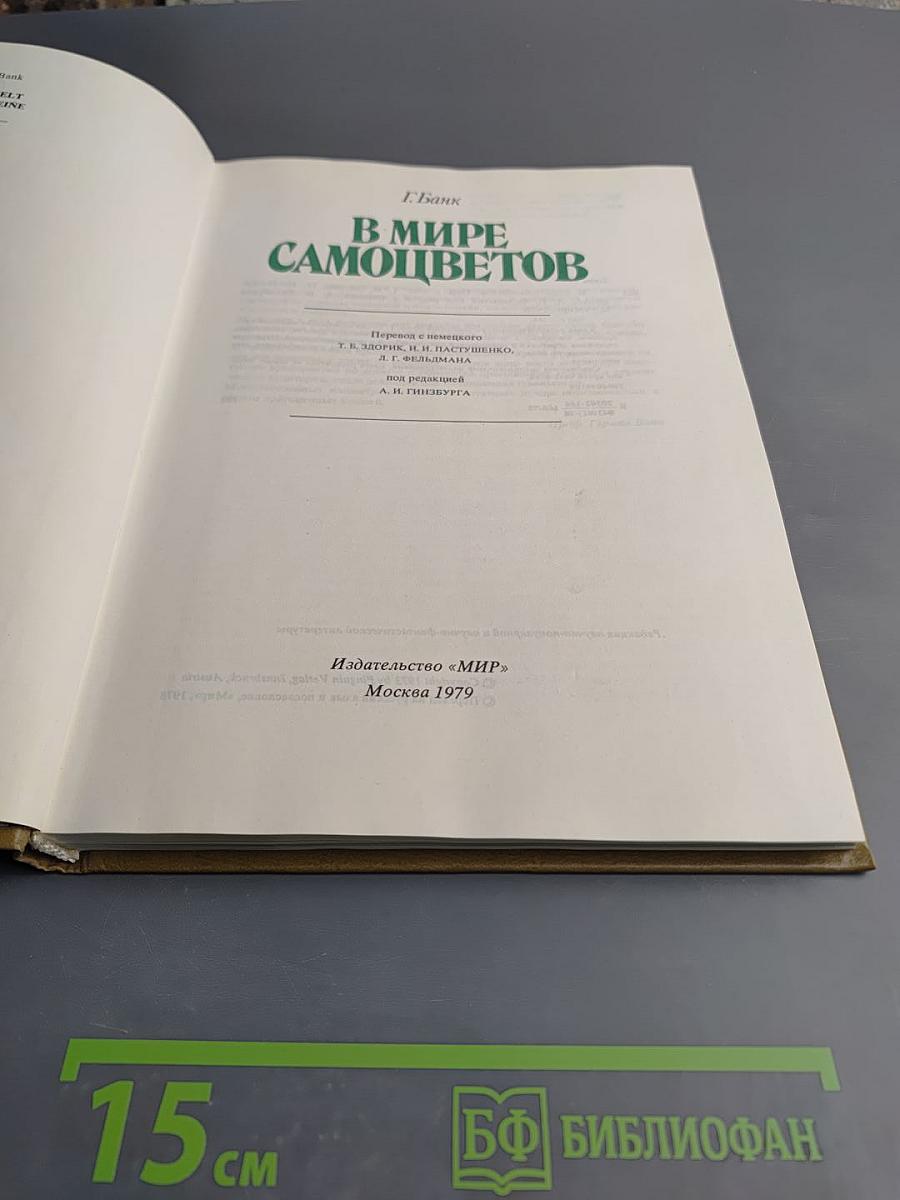 Bank
ELT
EINE
Г. Банк
В МИРЕ
САМОЦВЕТОВ
Перевод с немецкого
Т. Б. ЗДОРИК, И. И. ПАСТУШЕНКО,
Л. Г. ФЕЛЬДМАНА
под редакцией
А. И. ГИНЗБУРГА
Издательство «МИР»
Москва 1979
15 см
БФ БИБЛИОФАН